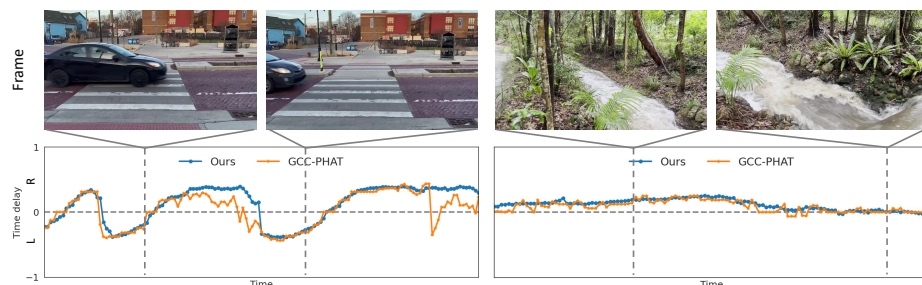 Frame
Ours GCC-PHAT
Time delay
L R
1
0
−1
Time
Ours GCC-PHAT
Time